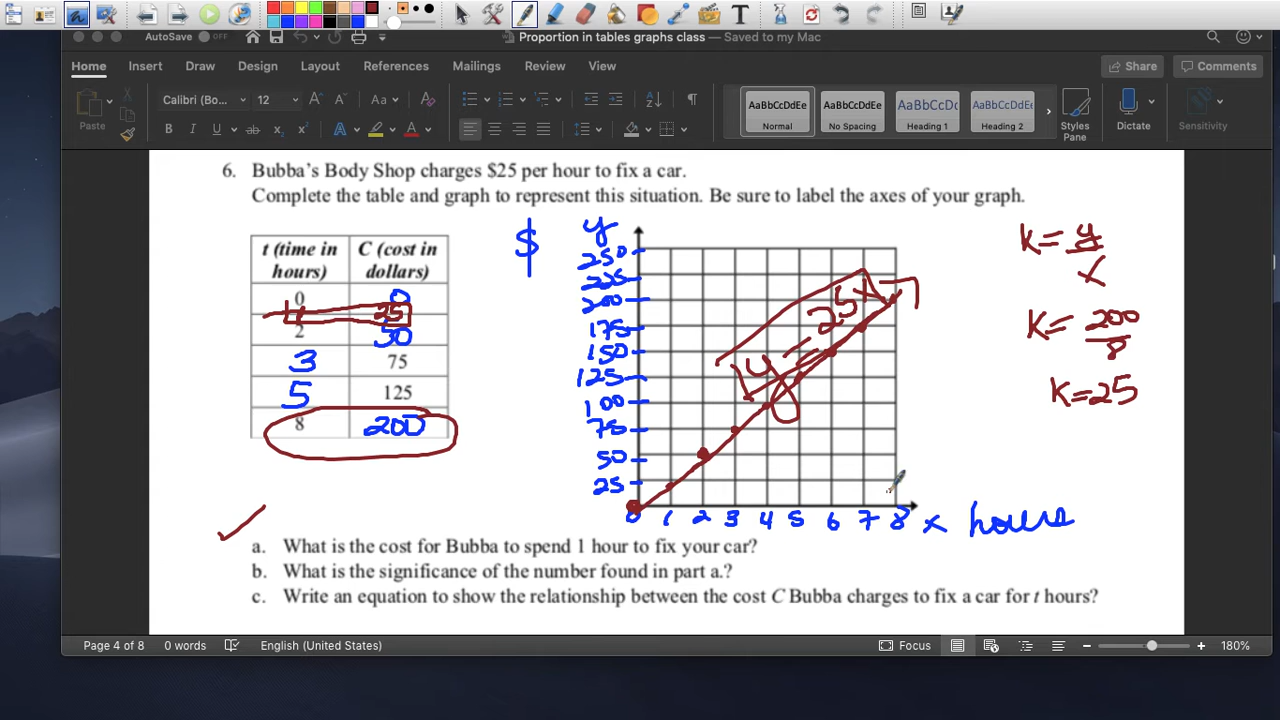 AutoSave OFF
Proportion in tables graphs class — Saved to my Mac
Home Insert Draw Design Layout References Mailings Review View Share Comments
Paste
Calibri (Bo... 12
AaBbCcDdEe AaBbCcDdEe AaBbCcDc AaBbCcDdEe
Normal No Spacing Heading 1 Heading 2
Styles Pane
Dictate
Sensitivity
6. Bubba's Body Shop charges $25 per hour to fix a car.
Complete the table and graph to represent this situation. Be sure to label the axes of your graph.
t (time in hours) C (cost in dollars)
0 0
1 25
2 50
3 75
5 125
8 200
$ y
250
225
200
175
150
125
100
75
50
25
0 1 2 3 4 5 6 7 8 x hours
y = 25x
K = y/x
K = 200/8
K = 25
a. What is the cost for Bubba to spend 1 hour to fix your car?
b. What is the significance of the number found in part a.?
c. Write an equation to show the relationship between the cost C Bubba charges to fix a car for t hours?
Page 4 of 8 0 words English (United States) Focus 180%